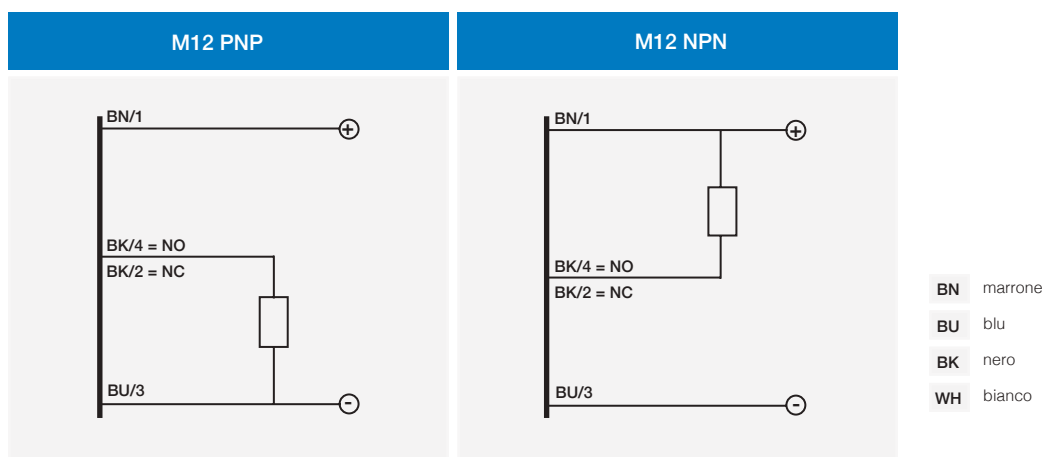 M12 PNP
BN/1
+
BK/4 = NO
BK/2 = NC
BU/3
-
M12 NPN
BN/1
+
BK/4 = NO
BK/2 = NC
BU/3
-
BN marrone
BU blu
BK nero
WH bianco